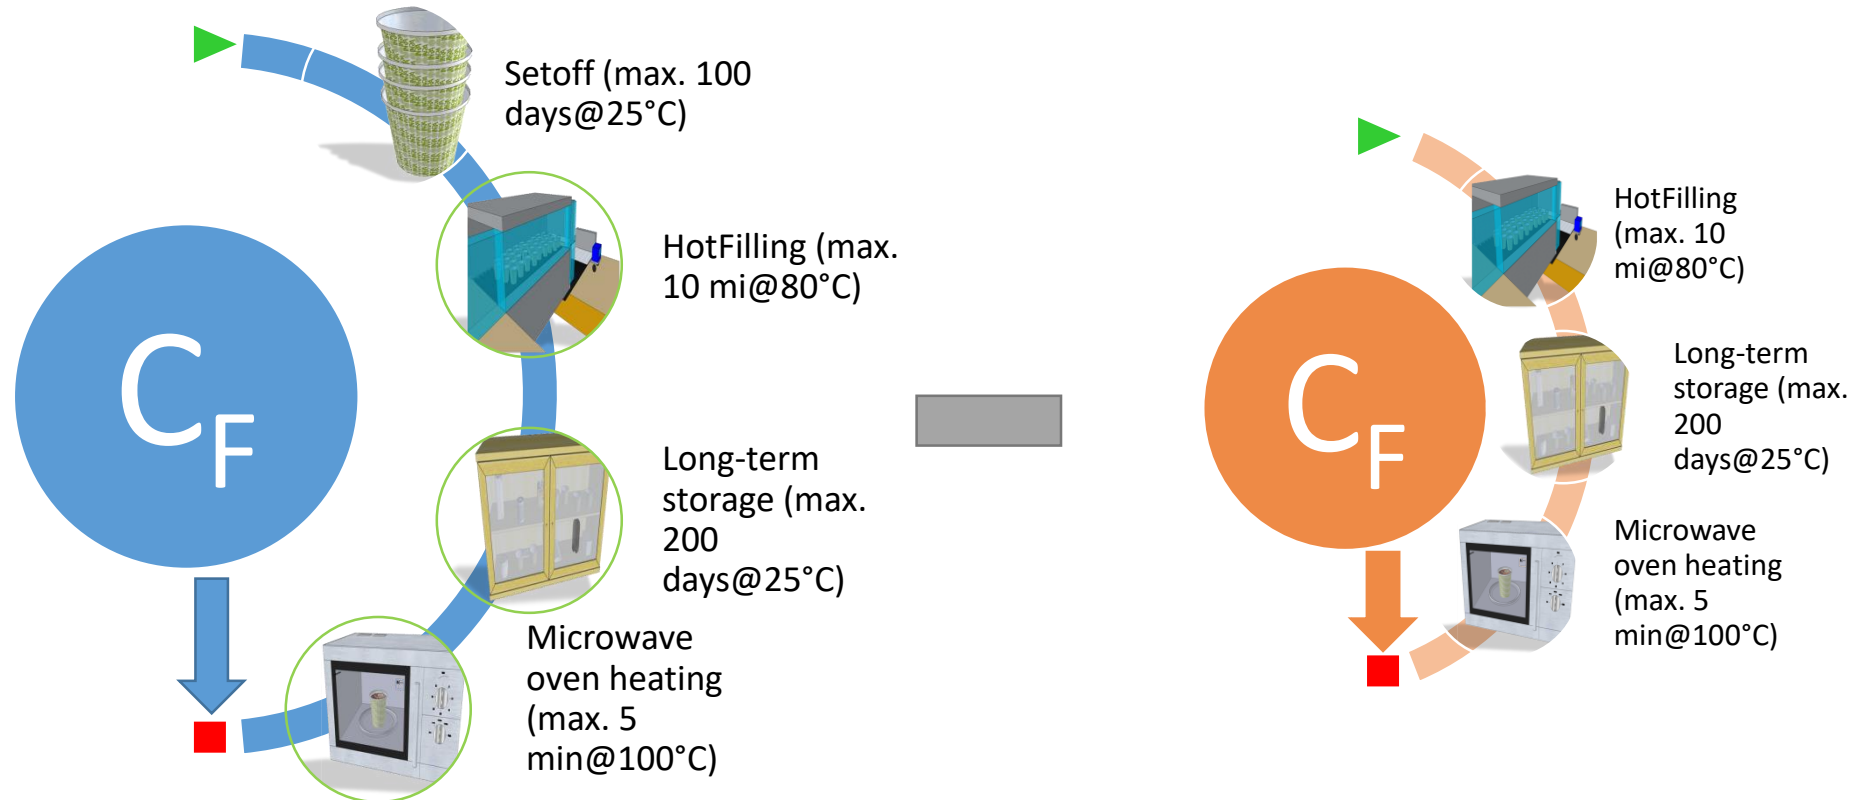 Setoff (max. 100
days@25°C)
HotFilling (max.
10 mi@80°C)
CF
Long-term
storage (max.
200
days@25°C)
Microwave
oven heating
(max. 5
min@100°C)
HotFilling
(max. 10
mi@80°C)
CF
Long-term
storage (max.
200
days@25°C)
Microwave
oven heating
(max. 5
min@100°C)